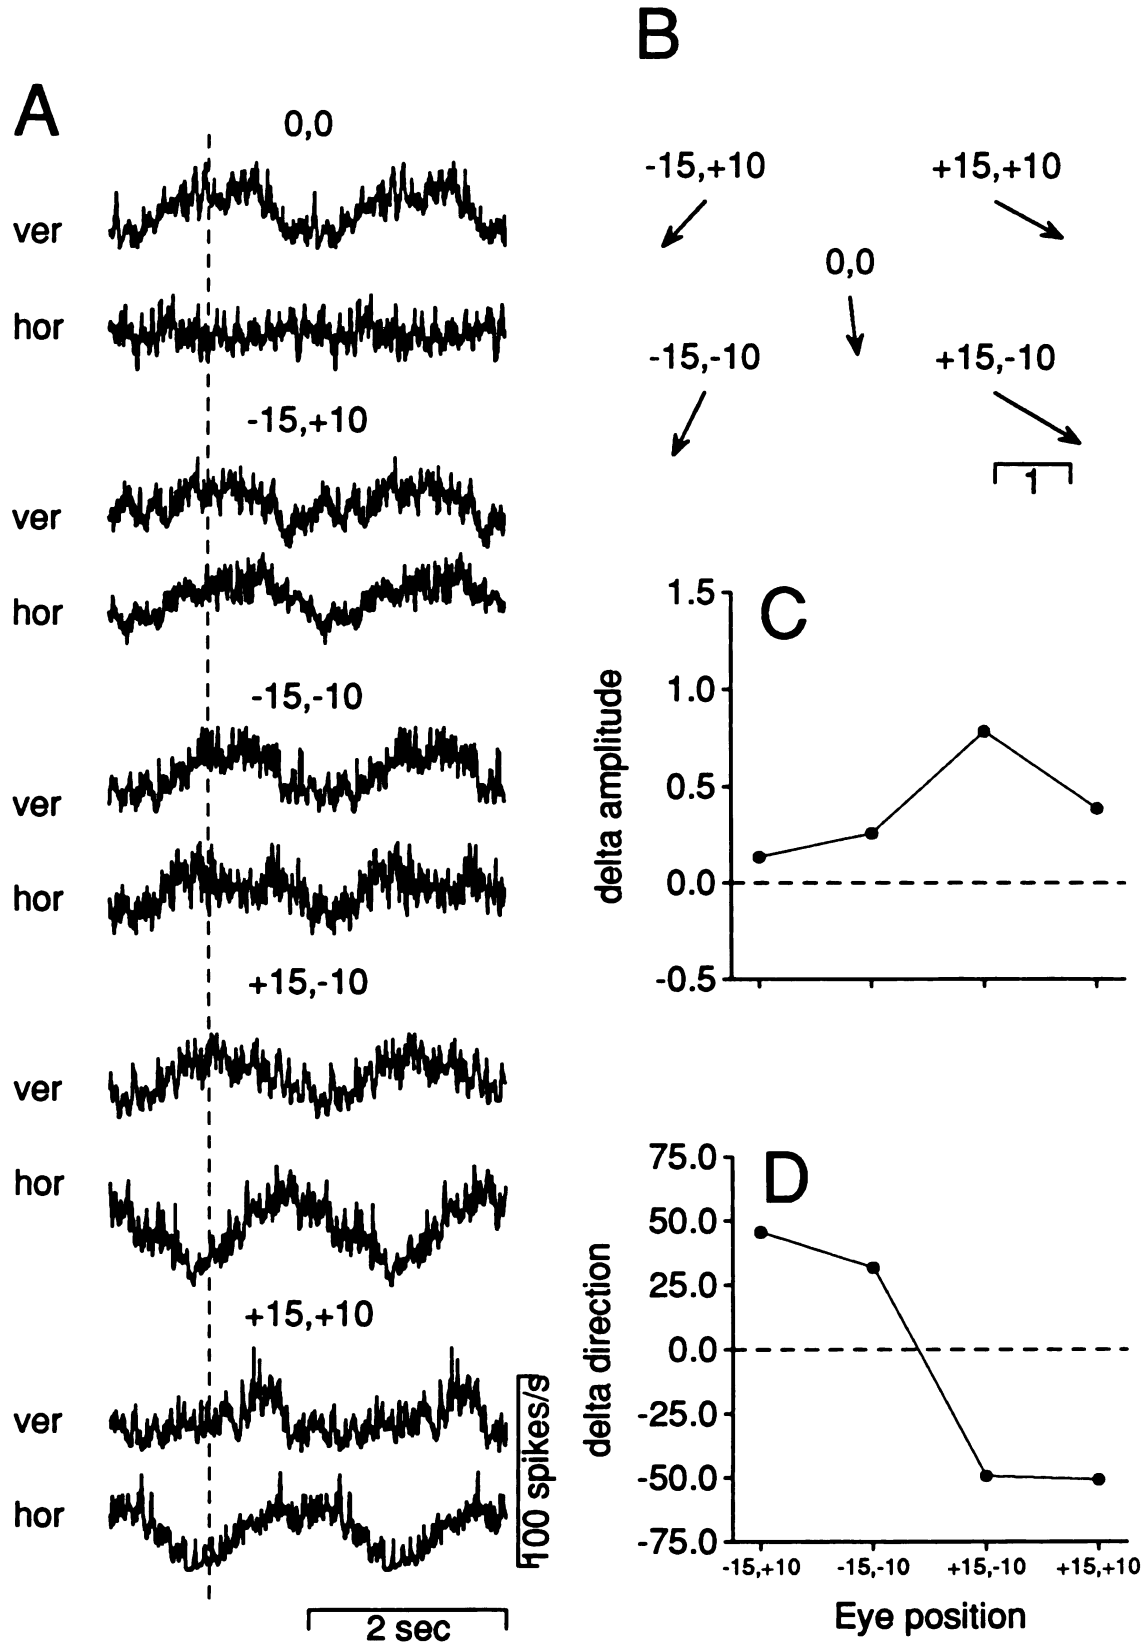 A
0,0
ver
hor
-15,+10
ver
hor
-15,-10
ver
hor
+15,-10
ver
hor
+15,+10
ver
hor
100 spikes/s
2 sec
B
-15,+10
+15,+10
0,0
-15,-10
+15,-10
1
C
1.5
1.0
0.5
0.0
-0.5
delta amplitude
D
75.0
50.0
25.0
0.0
-25.0
-50.0
-75.0
delta direction
-15,+10 -15,-10 +15,-10 +15,+10
Eye position